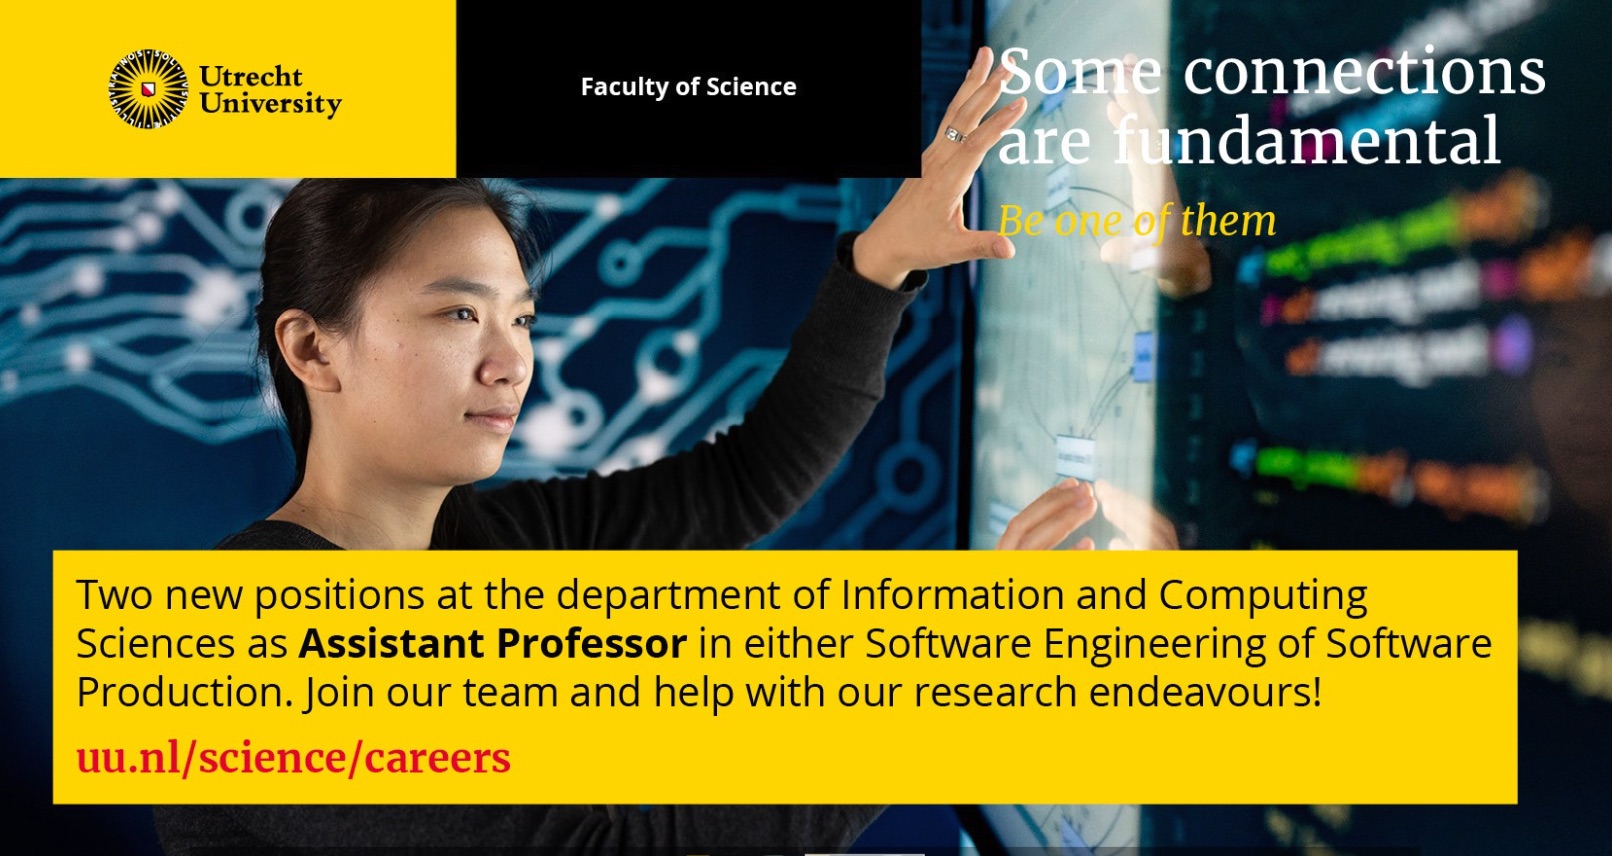 Utrecht
University
Faculty of Science
Some connections
are fundamental
Be one of them
Two new positions at the department of Information and Computing
Sciences as Assistant Professor in either Software Engineering of Software
Production. Join our team and help with our research endeavours!
uu.nl/science/careers